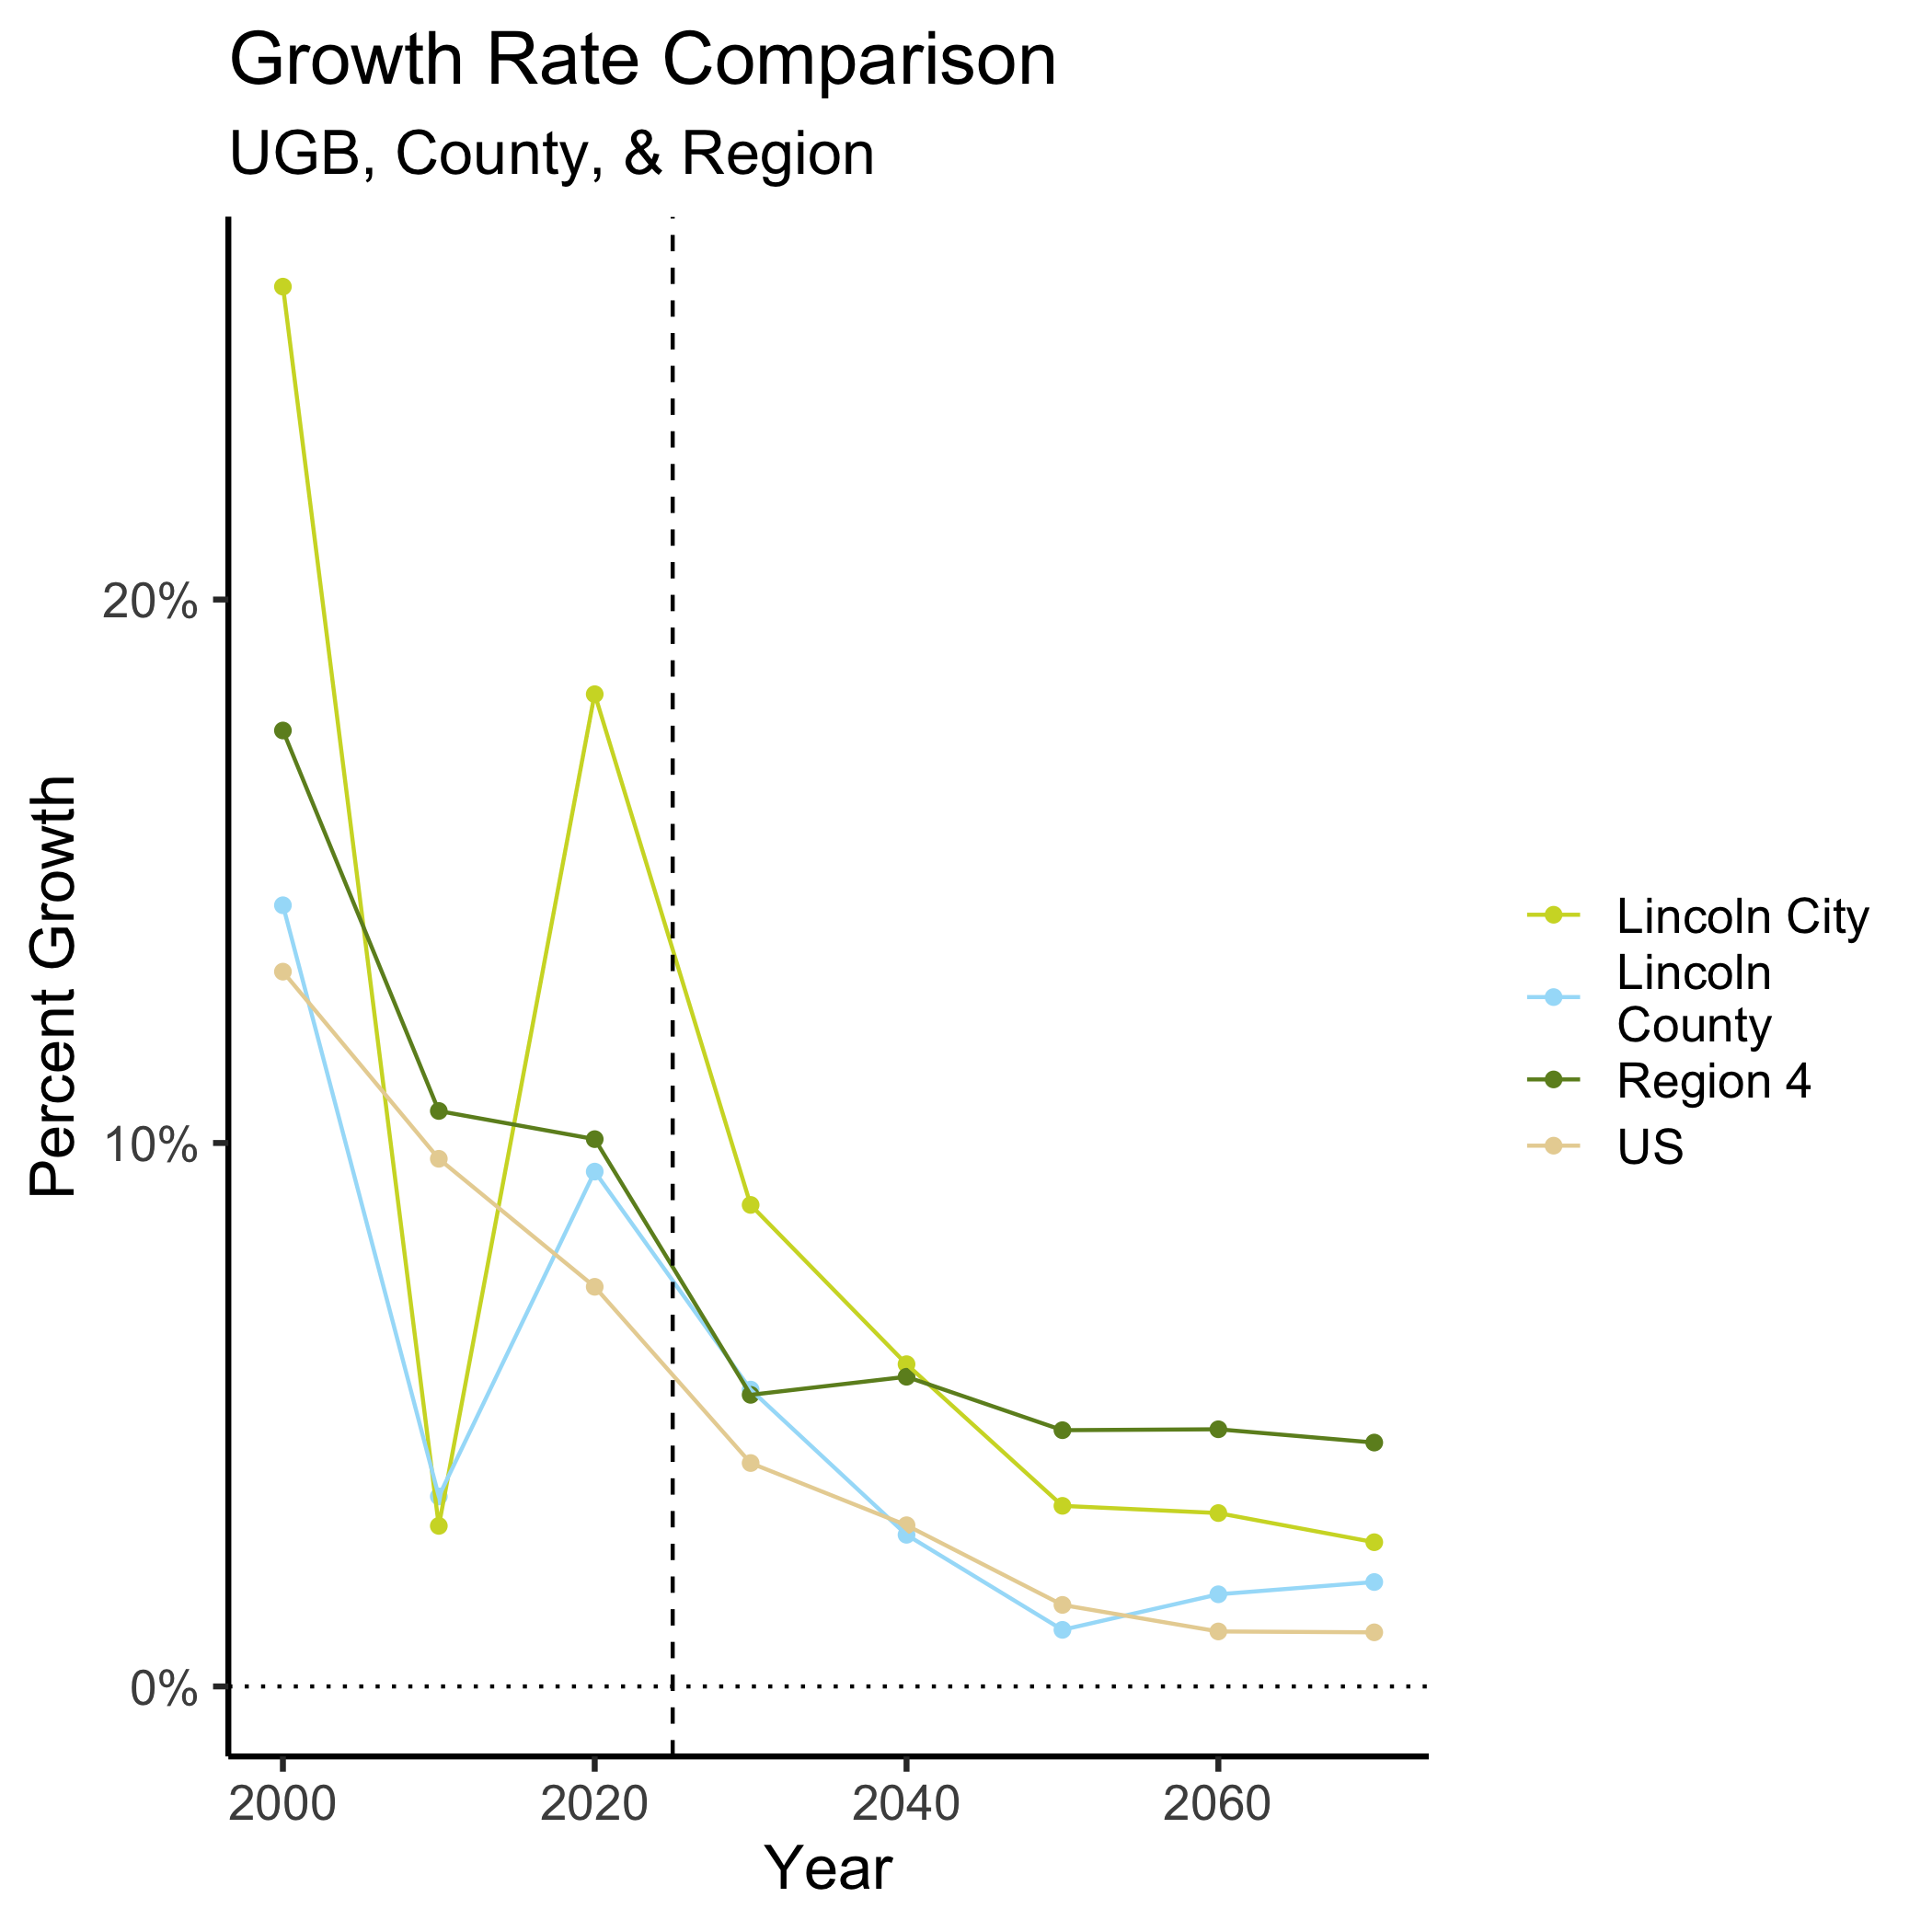 Growth Rate Comparison
UGB, County, & Region
Percent Growth
20%
10%
0%
2000
2020
2040
2060
Year
Lincoln City
Lincoln
County
Region 4
US